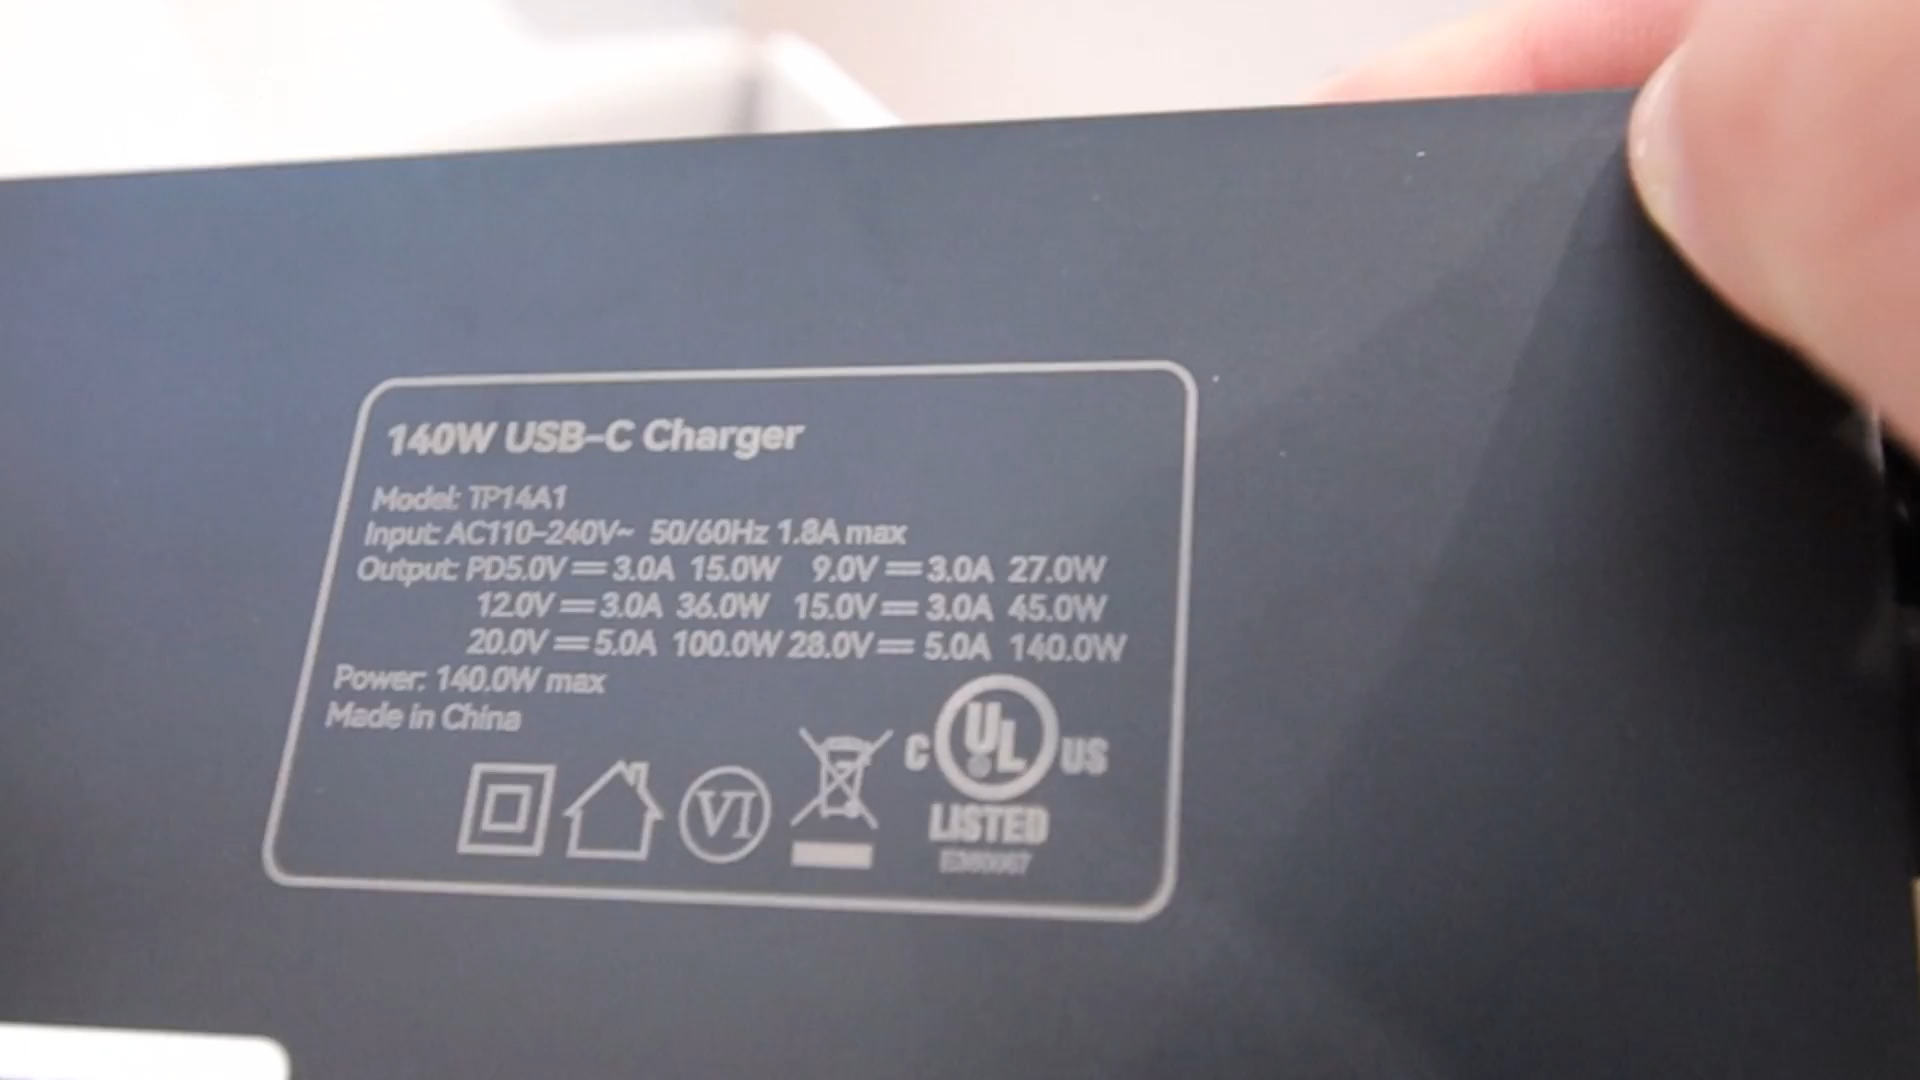 140W USB-C Charger
Model: TP14A1
Input: AC110-240V~ 50/60Hz 1.8A max
Output: PD5.0V⎓3.0A 15.0W 9.0V⎓3.0A 27.0W
12.0V⎓3.0A 36.0W 15.0V⎓3.0A 45.0W
20.0V⎓5.0A 100.0W 28.0V⎓5.0A 140.0W
Power: 140.0W max
Made in China
VI
C UL US
LISTED